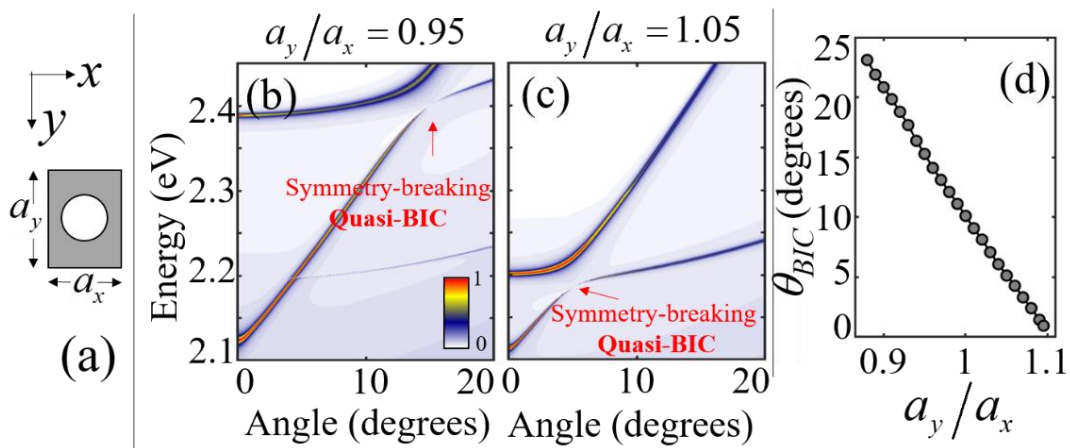 x
y
a_y
a_x
(a)
a_y/a_x = 0.95
(b)
Energy (eV)
2.4
2.3
2.2
2.1
Symmetry-breaking
Quasi-BIC
1
0
0
10
20
Angle (degrees)
a_y/a_x = 1.05
(c)
Symmetry-breaking
Quasi-BIC
0
10
20
Angle (degrees)
(d)
θ_BIC (degrees)
25
20
15
10
5
0
0.9
1
1.1
a_y/a_x